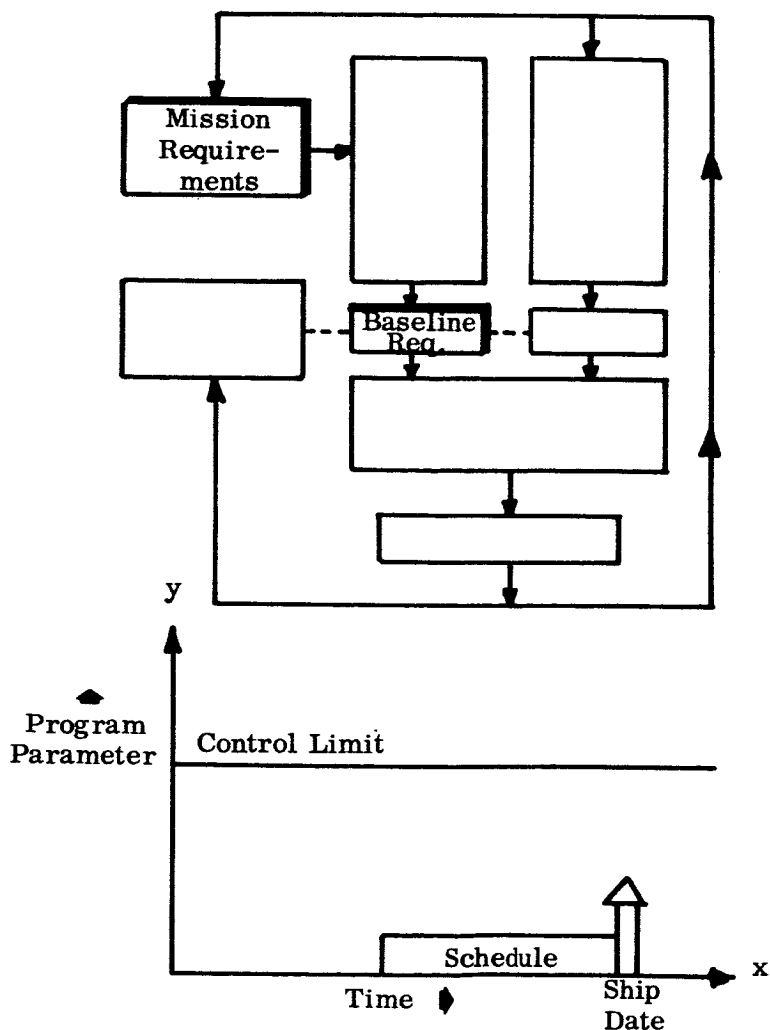 Mission
Require-
ments
Baseline
Req.
y
Program
Parameter
Control Limit
Schedule
x
Time
Ship
Date